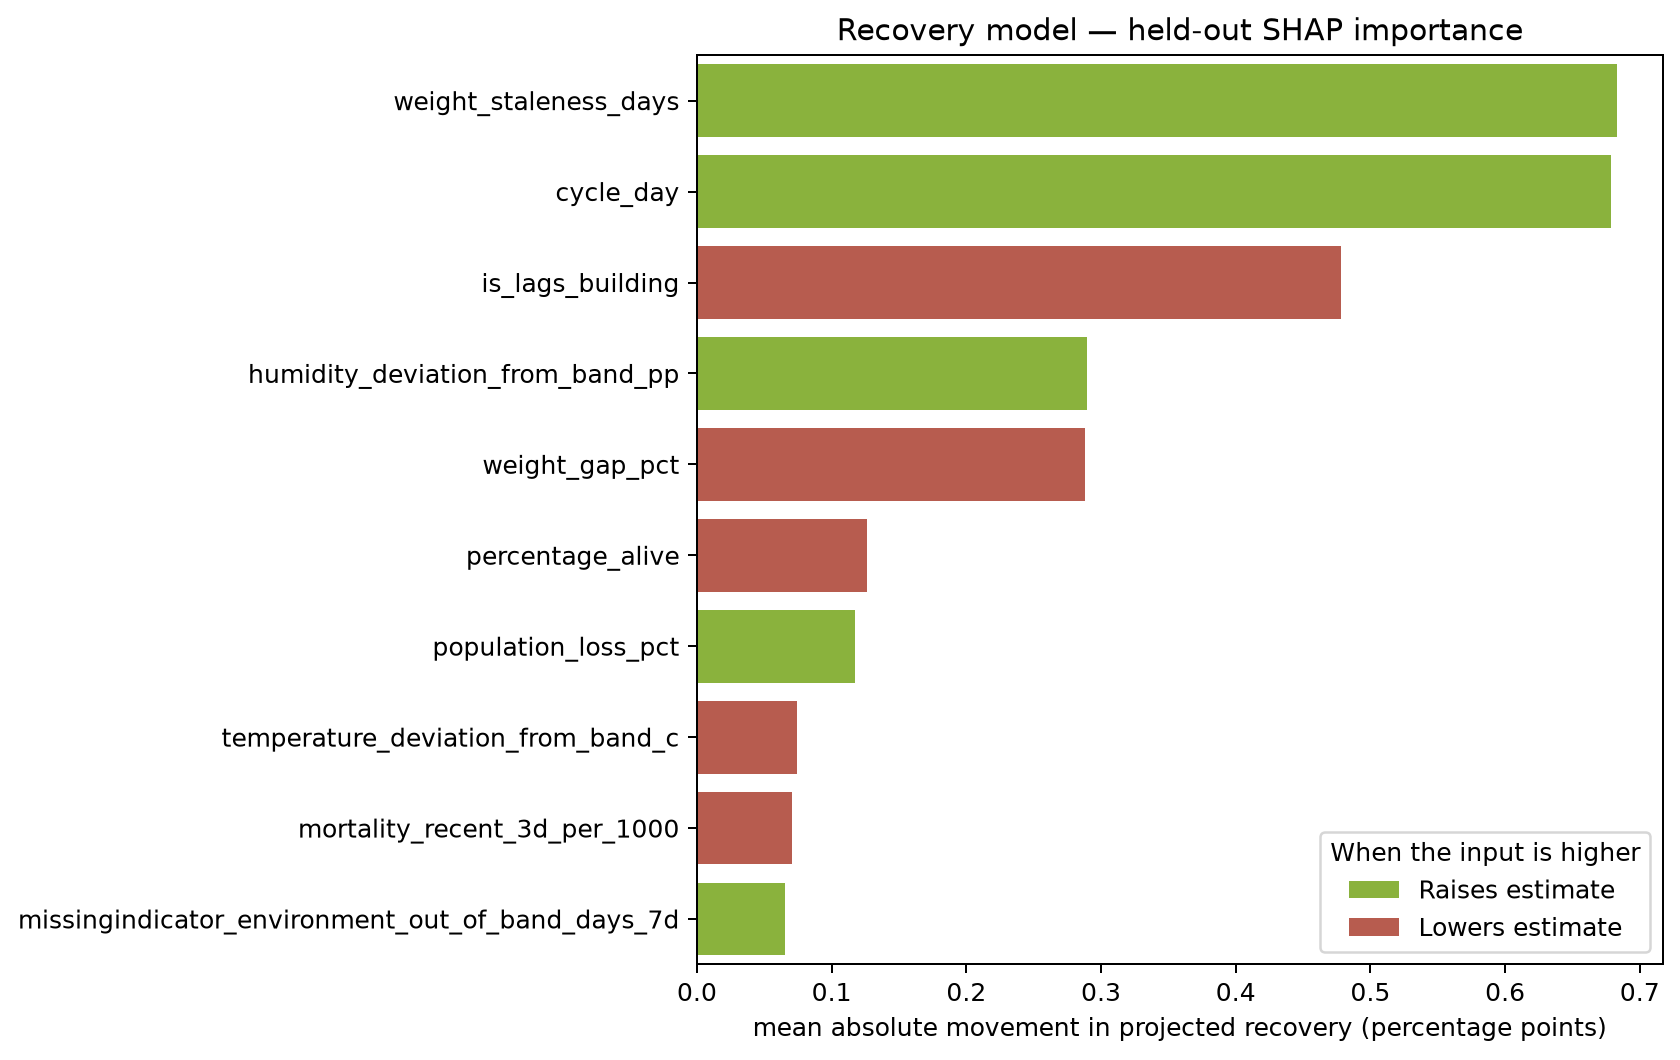 Recovery model — held-out SHAP importance
weight_staleness_days
cycle_day
is_lags_building
humidity_deviation_from_band_pp
weight_gap_pct
percentage_alive
population_loss_pct
temperature_deviation_from_band_c
mortality_recent_3d_per_1000
missingindicator_environment_out_of_band_days_7d
When the input is higher
Raises estimate
Lowers estimate
0.0 0.1 0.2 0.3 0.4 0.5 0.6 0.7
mean absolute movement in projected recovery (percentage points)